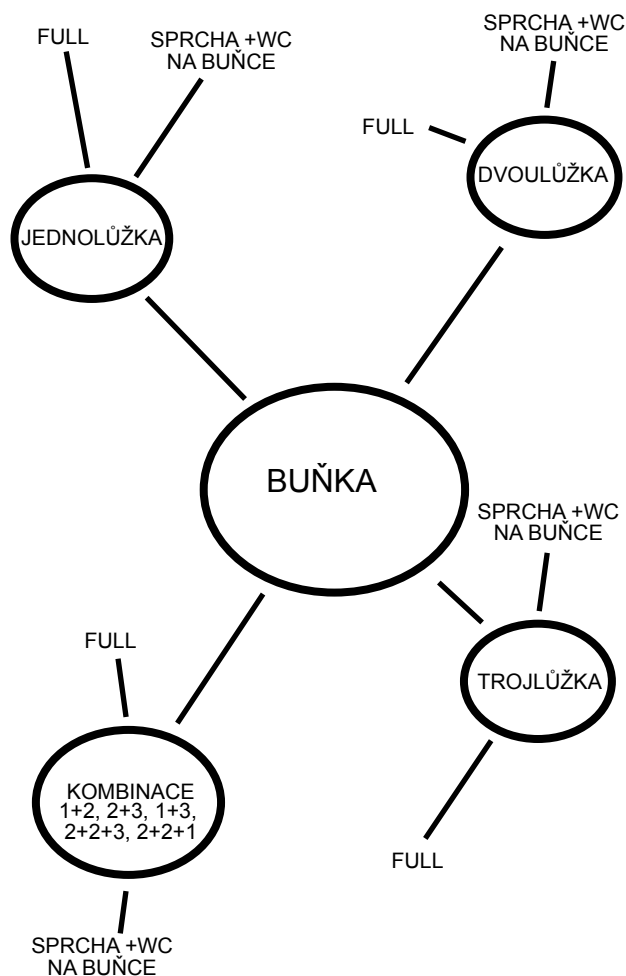 FULL
SPRCHA +WC
NA BUŇCE
SPRCHA +WC
NA BUŇCE
FULL
DVOULŮŽKA
JEDNOLŮŽKA
BUŇKA
SPRCHA +WC
NA BUŇCE
TROJLŮŽKA
FULL
KOMBINACE
1+2, 2+3, 1+3,
2+2+3, 2+2+1
FULL
SPRCHA +WC
NA BUŇCE